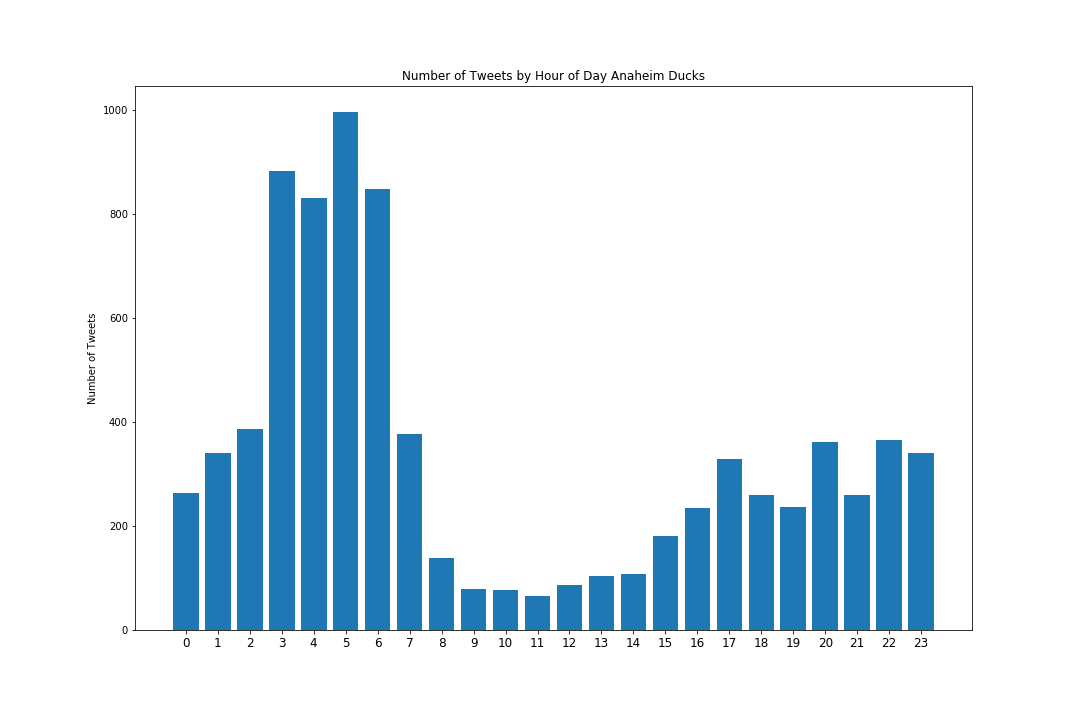 Number of Tweets by Hour of Day Anaheim Ducks
Number of Tweets
1000
800
600
400
200
0
0 1 2 3 4 5 6 7 8 9 10 11 12 13 14 15 16 17 18 19 20 21 22 23